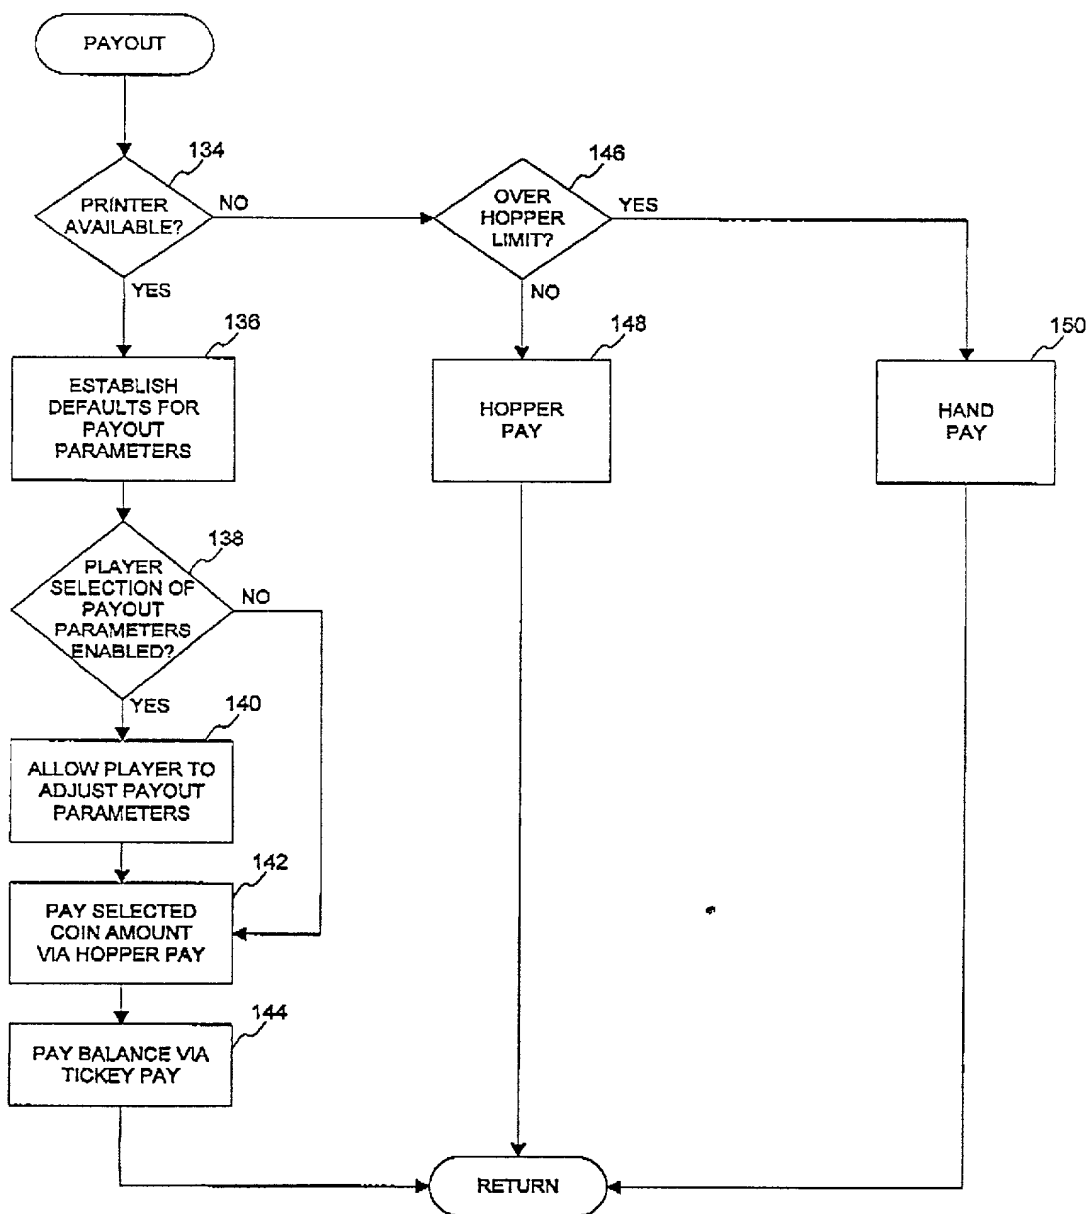 PAYOUT
134
PRINTER
AVAILABLE?
NO
YES
146
OVER
HOPPER
LIMIT?
YES
NO
136
ESTABLISH
DEFAULTS FOR
PAYOUT
PARAMETERS
148
HOPPER
PAY
150
HAND
PAY
138
PLAYER
SELECTION OF
PAYOUT
PARAMETERS
ENABLED?
NO
YES
140
ALLOW PLAYER TO
ADJUST PAYOUT
PARAMETERS
142
PAY SELECTED
COIN AMOUNT
VIA HOPPER PAY
144
PAY BALANCE VIA
TICKEY PAY
RETURN